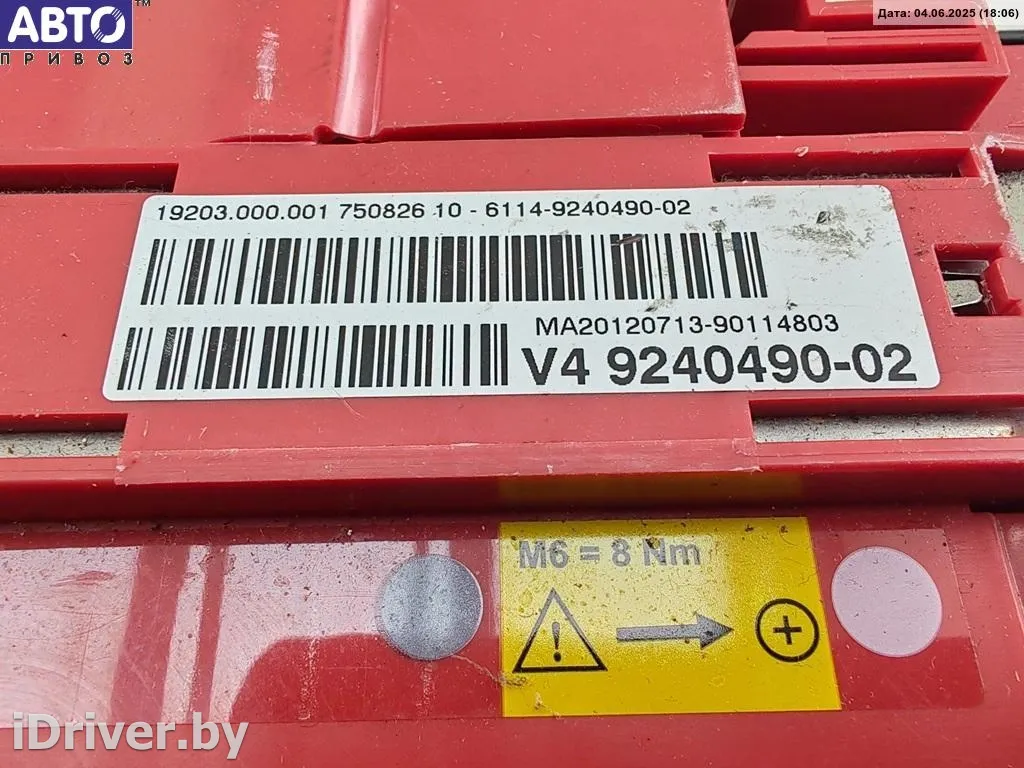 АВТО™
ПРИВОЗ
Дата: 04.06.2025 (18:06)
19203.000.001 750826 10 - 6114-9240490-02
MA20120713-90114803
V4 9240490-02
M6 = 8 Nm
iDriver.by